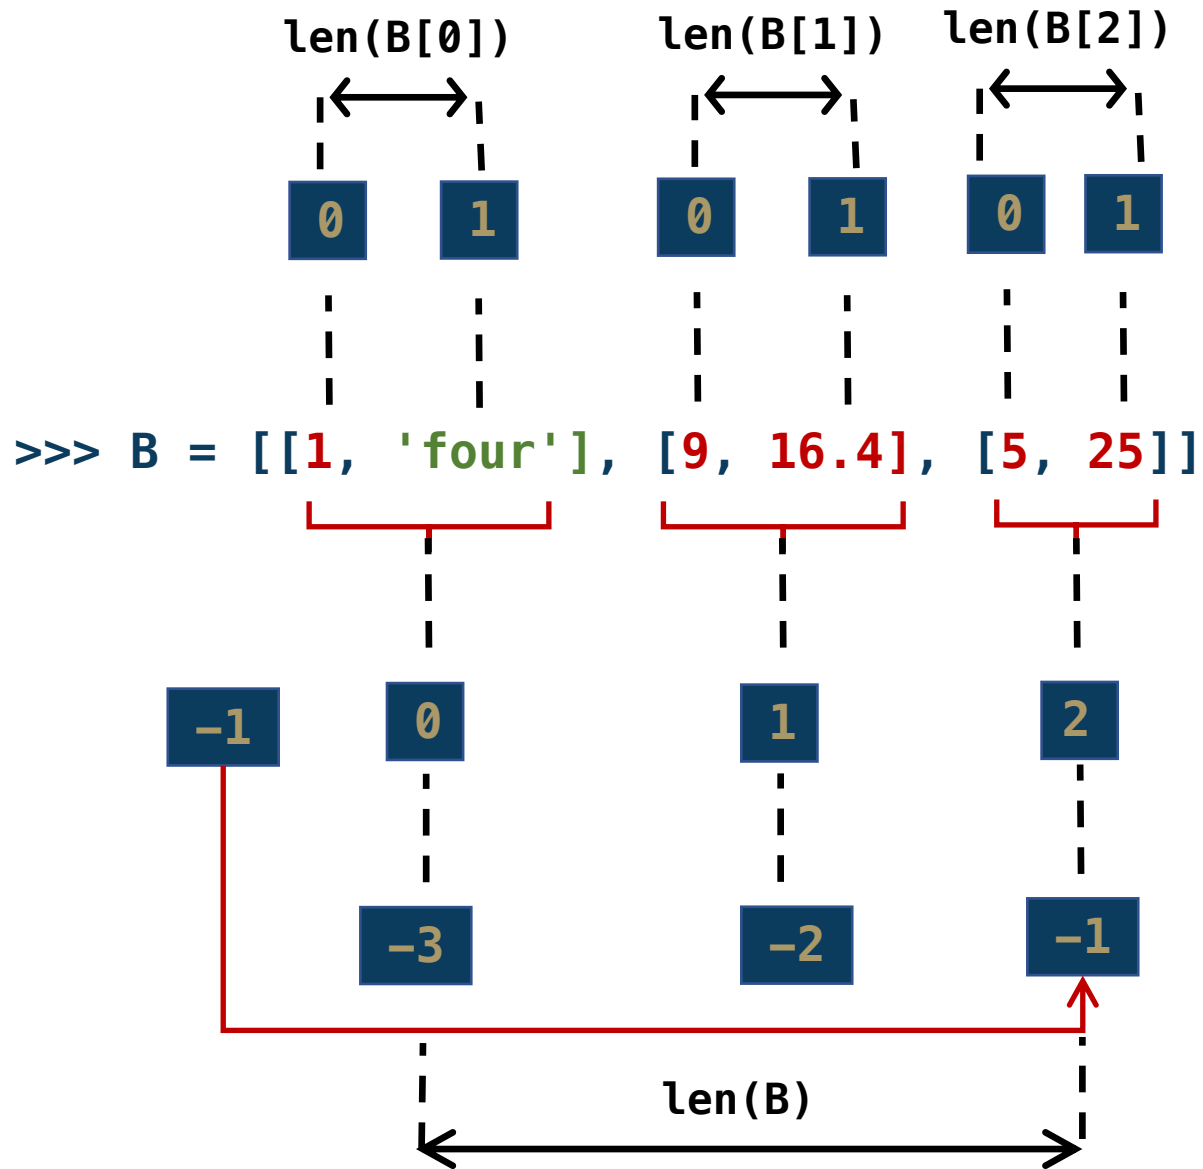 len(B[0]) len(B[1]) len(B[2])
0 1 0 1 0 1
>>> B = [[1, 'four'], [9, 16.4], [5, 25]]
−1 0 1 2
−3 −2 −1
len(B)